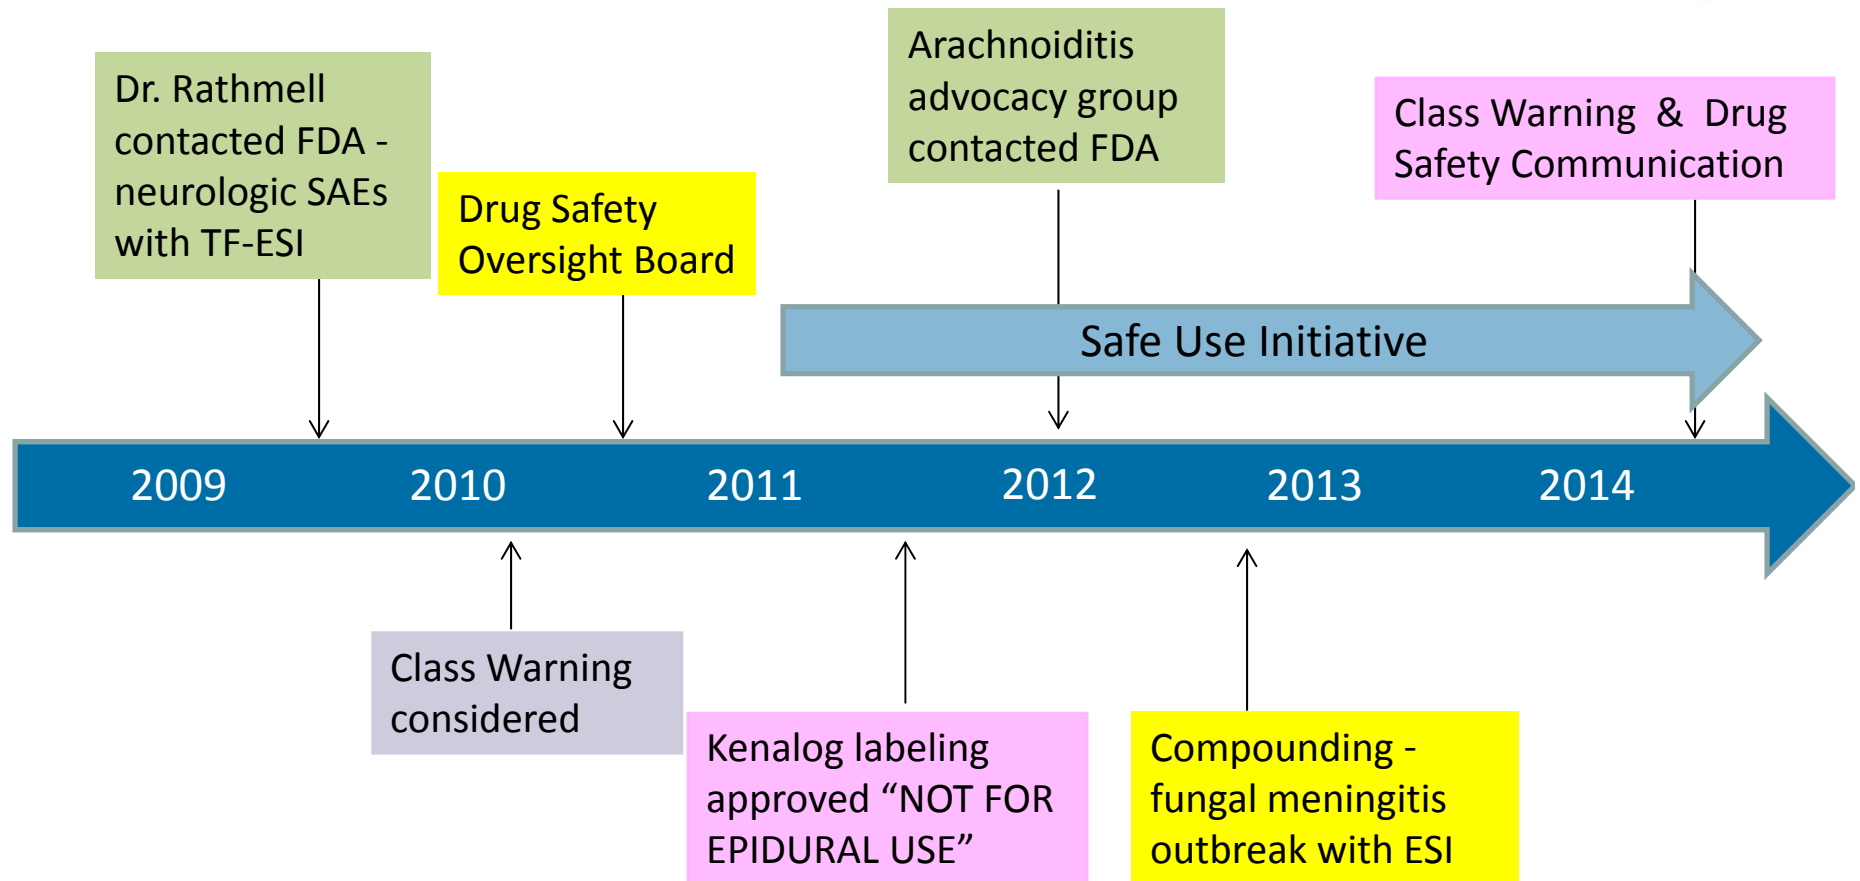 Dr. Rathmell
contacted FDA -
neurologic SAEs
with TF-ESI
Drug Safety
Oversight Board
Arachnoiditis
advocacy group
contacted FDA
Class Warning & Drug
Safety Communication
Safe Use Initiative
2009 2010 2011 2012 2013 2014
Class Warning
considered
Kenalog labeling
approved “NOT FOR
EPIDURAL USE”
Compounding -
fungal meningitis
outbreak with ESI